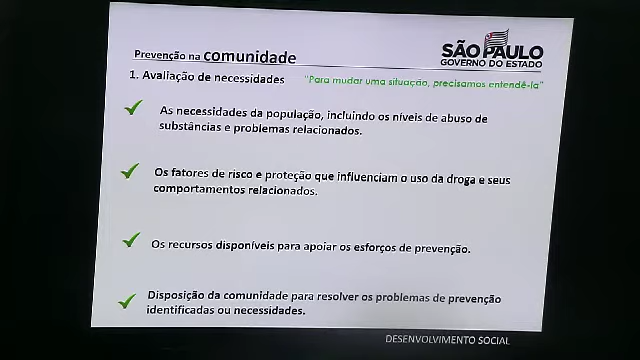 Prevenção na comunidade
SÃO PAULO
GOVERNO DO ESTADO
1. Avaliação de necessidades "Para mudar uma situação, precisamos entendê-la"
As necessidades da população, incluindo os níveis de abuso de
substâncias e problemas relacionados.
Os fatores de risco e proteção que influenciam o uso da droga e seus
comportamentos relacionados.
Os recursos disponíveis para apoiar os esforços de prevenção.
Disposição da comunidade para resolver os problemas de prevenção
identificadas ou necessidades.
DESENVOLVIMENTO SOCIAL